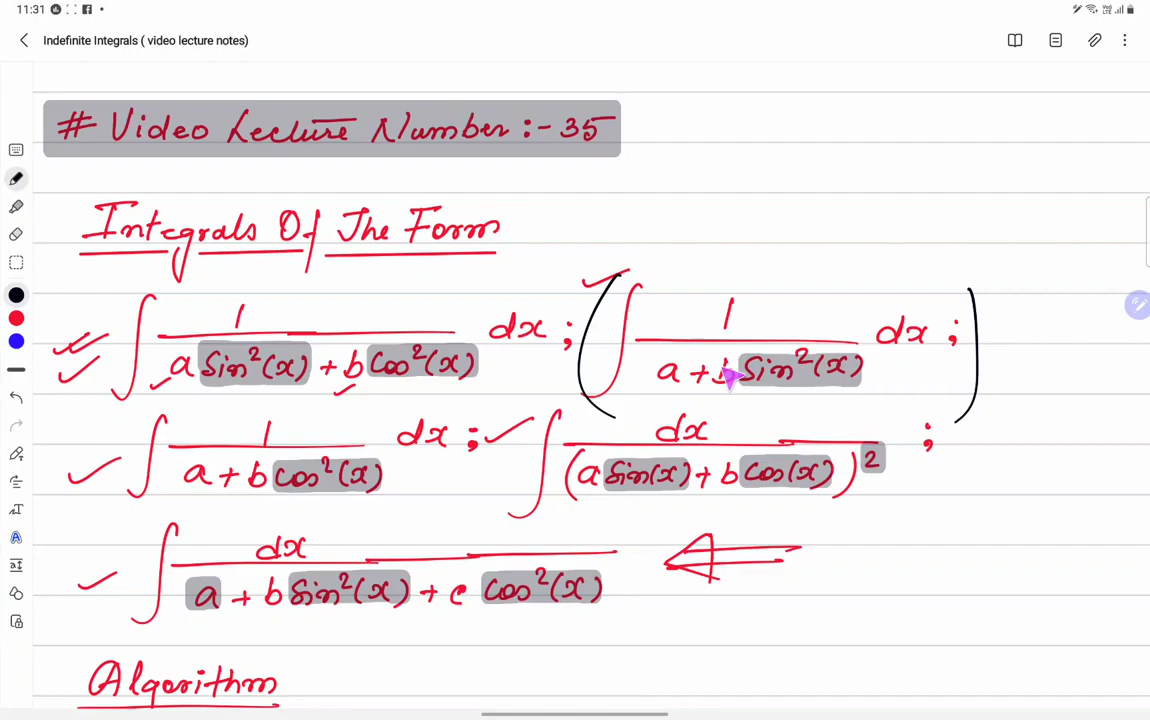 11:31
Indefinite Integrals ( video lecture notes)
# Video Lecture Number :- 35
Integrals Of The Form
∫ 1 / (a Sin²(x) + b Cos²(x)) dx ; ( ∫ 1 / (a + b Sin²(x)) dx ; )
∫ 1 / (a + b Cos²(x)) dx ; ∫ dx / (a Sin(x) + b Cos(x))² ;
∫ dx / (a + b Sin²(x) + c Cos²(x))
Algorithm